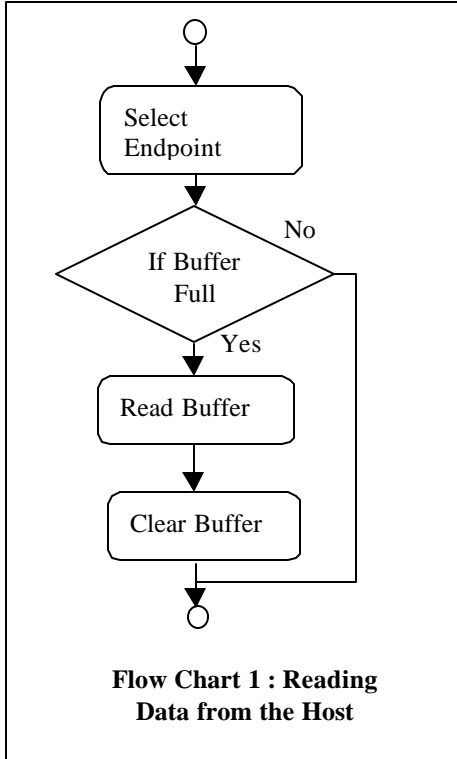 Select
Endpoint
No
If Buffer
Full
Yes
Read Buffer
Clear Buffer
Flow Chart 1 : Reading
Data from the Host